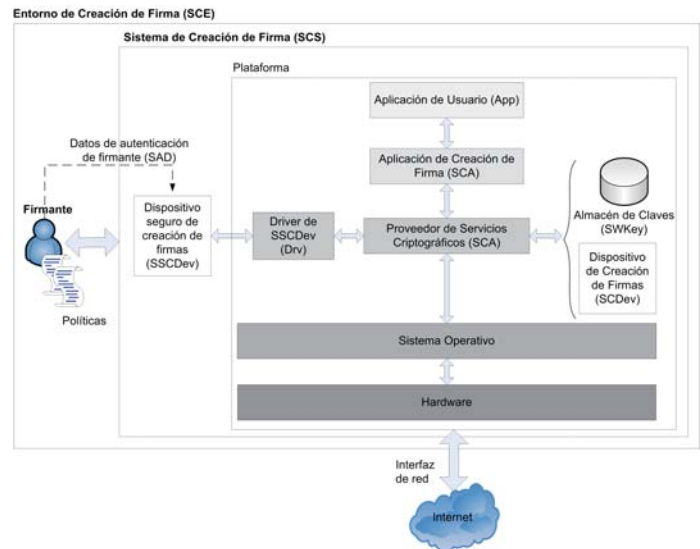 Entorno de Creación de Firma (SCE)
Sistema de Creación de Firma (SCS)
Plataforma
Aplicación de Usuario (App)
Datos de autenticación
de firmante (SAD)
Aplicación de Creación de
Firma (SCA)
Firmante
Dispositivo
seguro de
creación de
firmas
(SSCDev)
Driver de
SSCDev
(Drv)
Proveedor de Servicios
Criptográficos (SCA)
Almacén de Claves
(SWKey)
Dispositivo
de Creación
de Firmas
(SCDev)
Políticas
Sistema Operativo
Hardware
Interfaz
de red
Internet